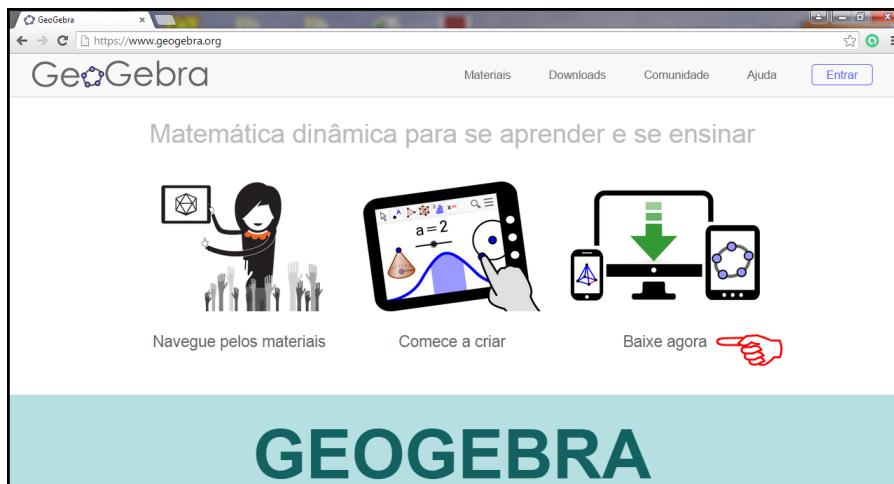 GeoGebra
https://www.geogebra.org
GeoGebra
Materiais Downloads Comunidade Ajuda Entrar
Matemática dinâmica para se aprender e se ensinar
A x=
a=2
Navegue pelos materiais Comece a criar Baixe agora
GEOGEBRA